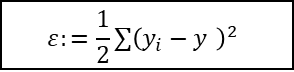 ε:= 1/2 ∑(yᵢ − y )²